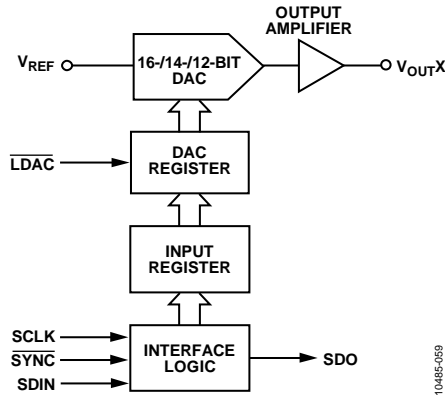 OUTPUT
AMPLIFIER
VREF
16-/14-/12-BIT
DAC
VOUTX
LDAC
DAC
REGISTER
INPUT
REGISTER
SCLK
SYNC
SDIN
INTERFACE
LOGIC
SDO
10485-059